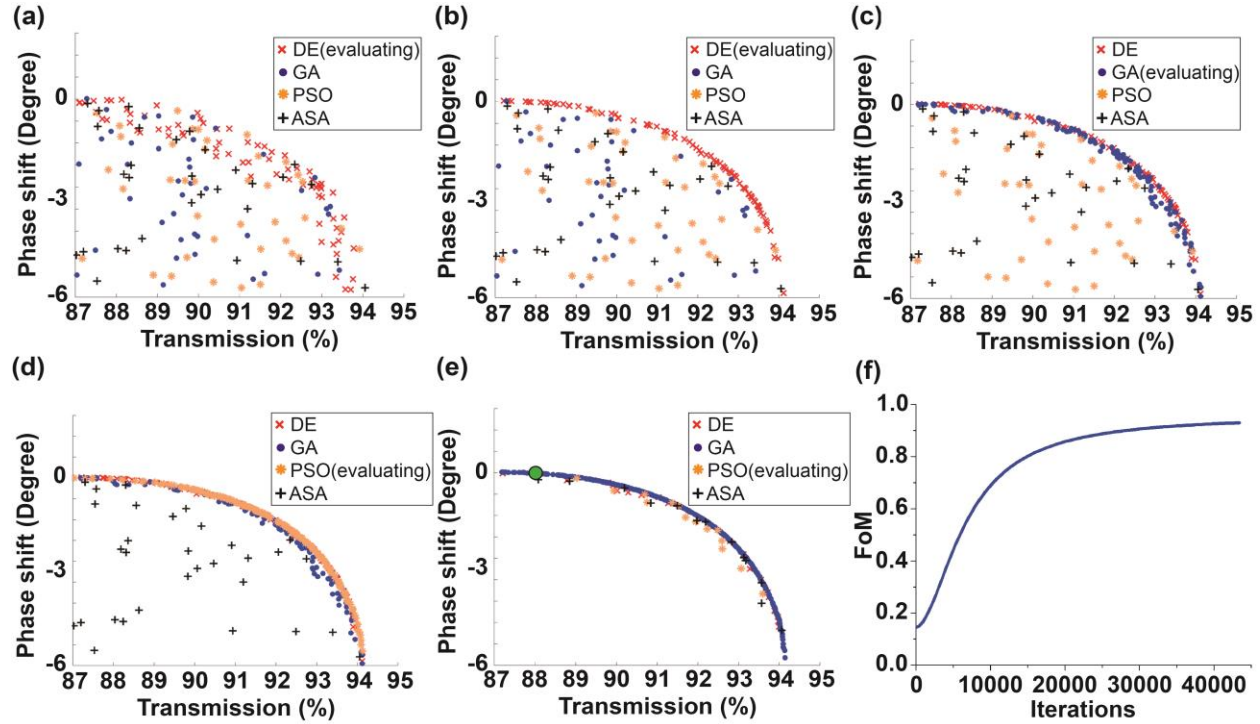 (a)
DE(evaluating)
GA
PSO
ASA
Phase shift (Degree)
0
-3
-6
87 88 89 90 91 92 93 94 95
Transmission (%)
(b)
DE(evaluating)
GA
PSO
ASA
Phase shift (Degree)
0
-3
-6
87 88 89 90 91 92 93 94 95
Transmission (%)
(c)
DE
GA(evaluating)
PSO
ASA
Phase shift (Degree)
0
-3
-6
87 88 89 90 91 92 93 94 95
Transmission (%)
(d)
DE
GA
PSO(evaluating)
ASA
Phase shift (Degree)
0
-3
-6
87 88 89 90 91 92 93 94 95
Transmission (%)
(e)
DE
GA
PSO(evaluating)
ASA
Phase shift (Degree)
0
-3
-6
87 88 89 90 91 92 93 94 95
Transmission (%)
(f)
FoM
1.0
0.8
0.6
0.4
0.2
0.0
0 10000 20000 30000 40000
Iterations